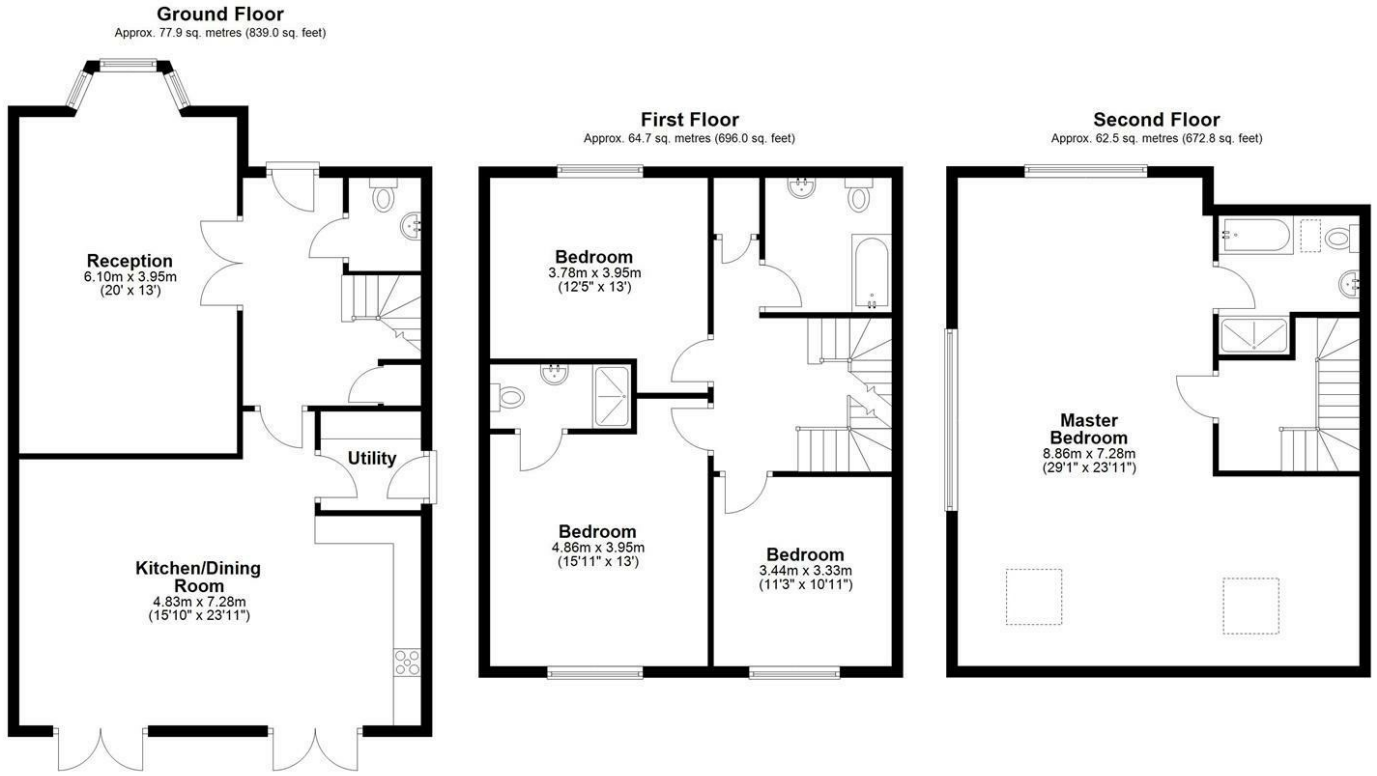 Ground Floor
Approx. 77.9 sq. metres (839.0 sq. feet)
Reception
6.10m x 3.95m
(20' x 13')
Utility
Kitchen/Dining
Room
4.83m x 7.28m
(15'10" x 23'11")
First Floor
Approx. 64.7 sq. metres (696.0 sq. feet)
Bedroom
3.78m x 3.95m
(12'5" x 13')
Bedroom
4.86m x 3.95m
(15'11" x 13')
Bedroom
3.44m x 3.33m
(11'3" x 10'11")
Second Floor
Approx. 62.5 sq. metres (672.8 sq. feet)
Master
Bedroom
8.86m x 7.28m
(29'1" x 23'11")